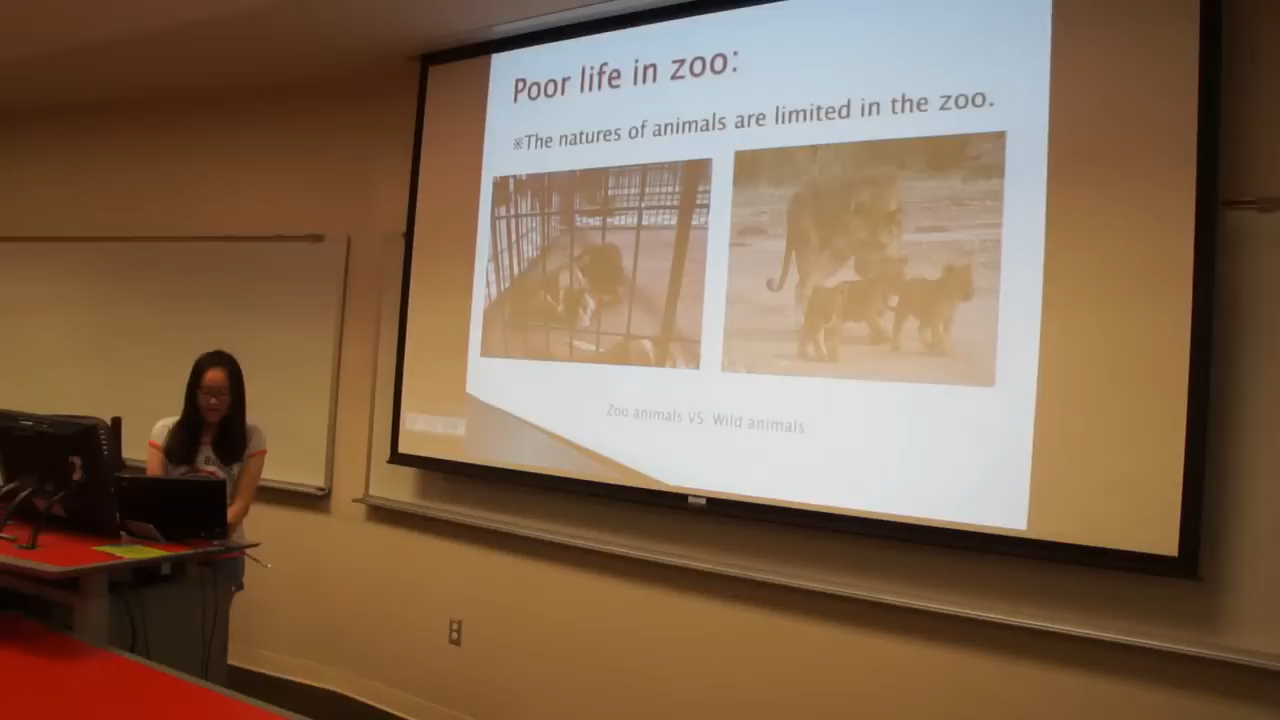 Poor life in zoo:
※The natures of animals are limited in the zoo.
Zoo animals VS. Wild animals